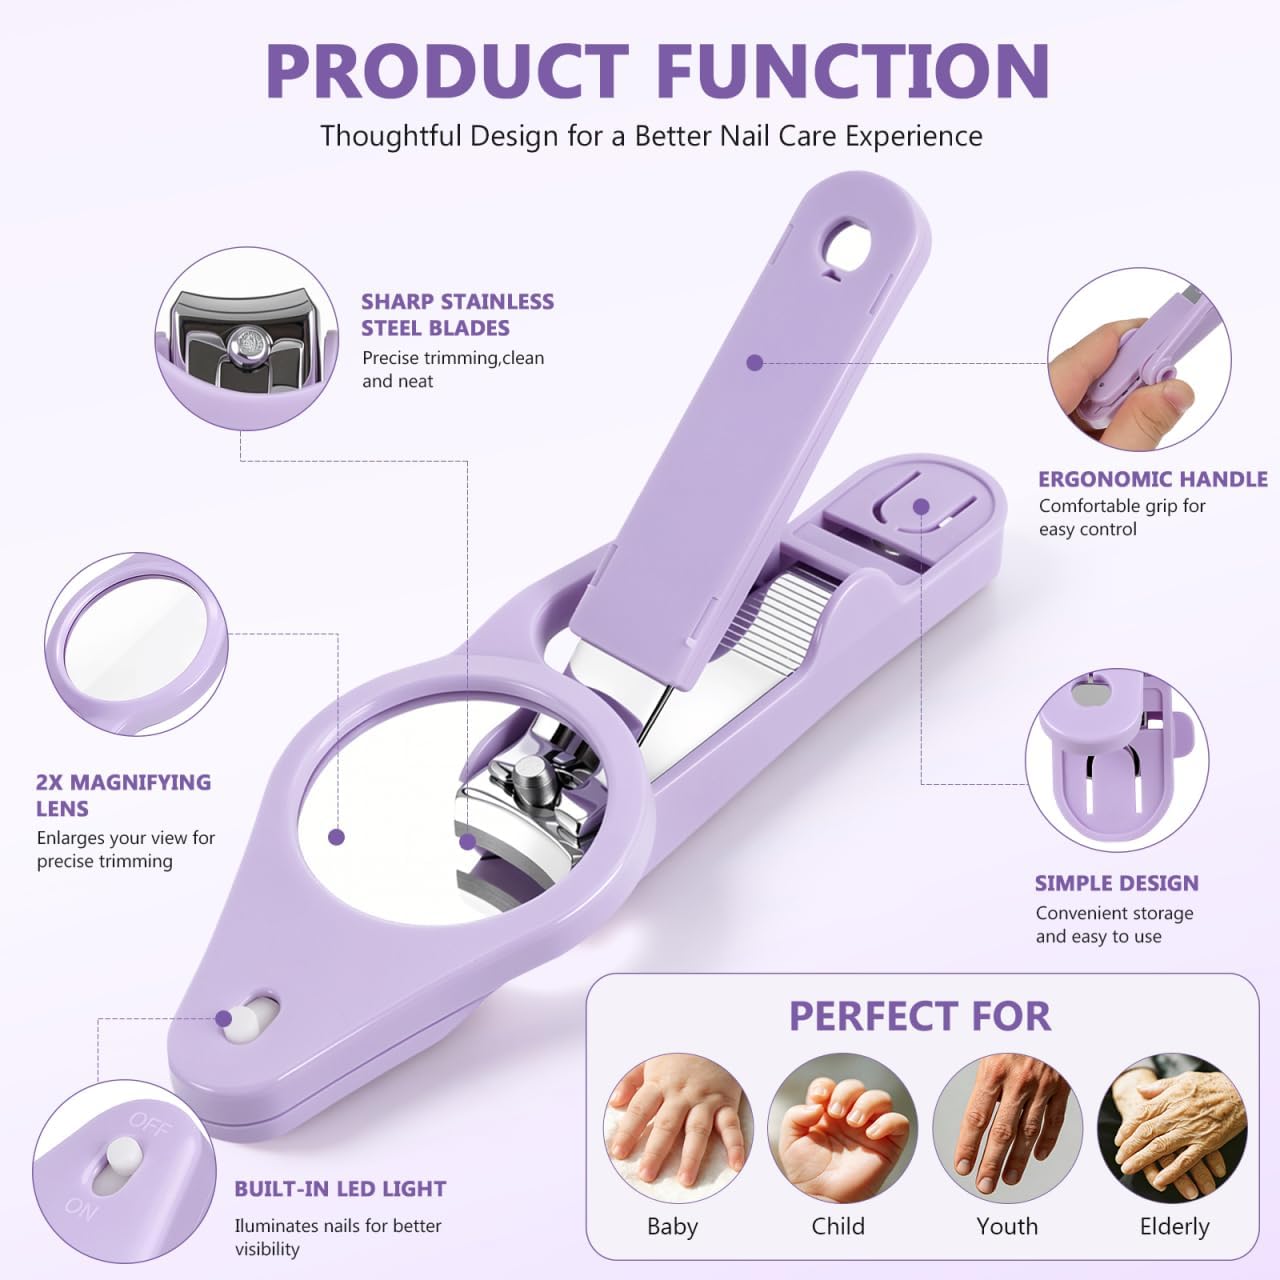 PRODUCT FUNCTION
Thoughtful Design for a Better Nail Care Experience
SHARP STAINLESS
STEEL BLADES
Precise trimming,clean
and neat
ERGONOMIC HANDLE
Comfortable grip for
easy control
2X MAGNIFYING
LENS
Enlarges your view for
precise trimming
SIMPLE DESIGN
Convenient storage
and easy to use
OFF
ON
BUILT-IN LED LIGHT
Iluminates nails for better
visibility
PERFECT FOR
Baby
Child
Youth
Elderly